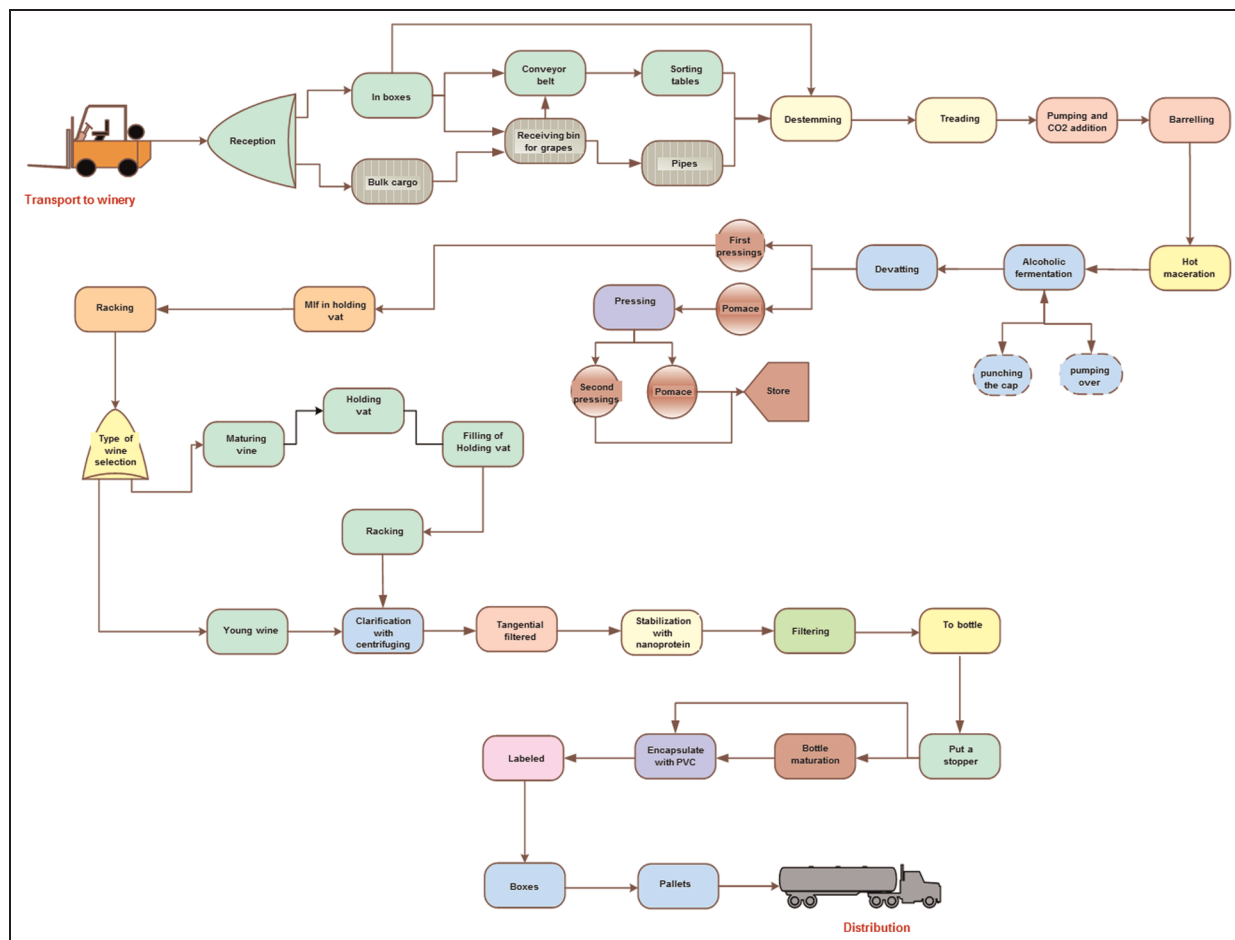 Transport to winery
Reception
In boxes
Bulk cargo
Conveyor
belt
Receiving bin
for grapes
Sorting
tables
Pipes
Destemming
Treading
Pumping and
CO2 addition
Barrelling
Hot
maceration
Alcoholic
fermentation
punching
the cap
pumping
over
Devatting
First
pressings
Pomace
Pressing
Second
pressings
Pomace
Store
Mlf in holding
vat
Racking
Type of
wine
selection
Maturing
vine
Holding
vat
Filling of
Holding vat
Racking
Young wine
Clarification
with
centrifuging
Tangential
filtered
Stabilization
with
nanoprotein
Filtering
To bottle
Put a
stopper
Bottle
maturation
Encapsulate
with PVC
Labeled
Boxes
Pallets
Distribution